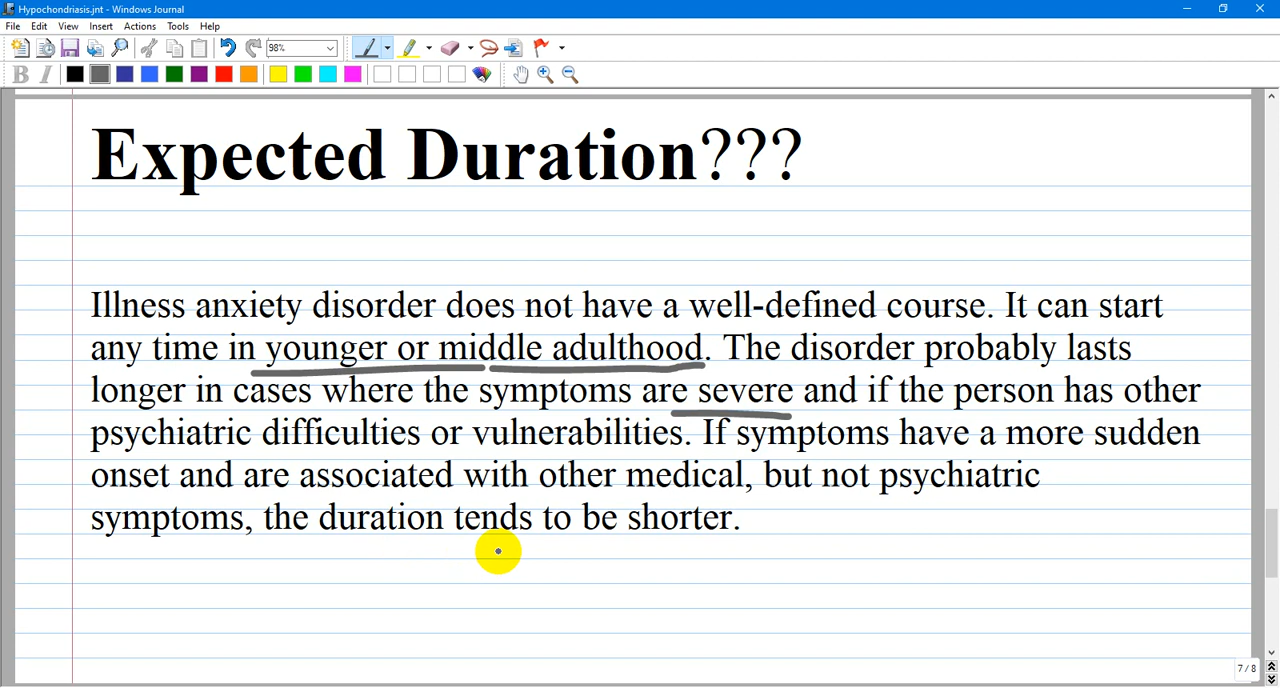 Hypochondriasis.jnt - Windows Journal
File Edit View Insert Actions Tools Help
98%
B I
Expected Duration???
Illness anxiety disorder does not have a well-defined course. It can start
any time in younger or middle adulthood. The disorder probably lasts
longer in cases where the symptoms are severe and if the person has other
psychiatric difficulties or vulnerabilities. If symptoms have a more sudden
onset and are associated with other medical, but not psychiatric
symptoms, the duration tends to be shorter.
7 / 8